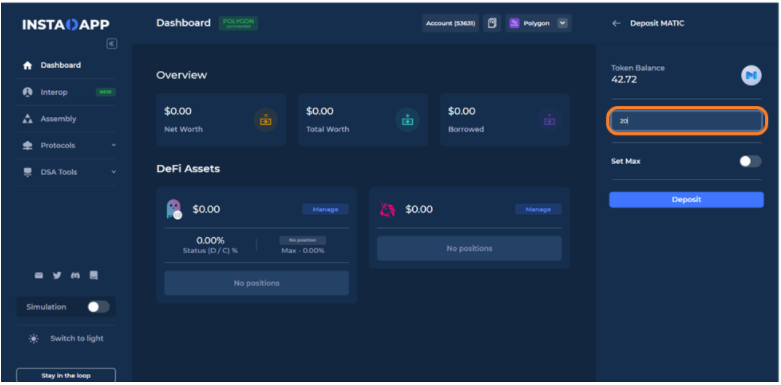 INSTAAPP
Dashboard
Interop NEW
Assembly
Protocols
DSA Tools
Simulation
Switch to light
Stay in the loop
Dashboard POLYGON
Account (53631) Polygon
Overview
$0.00
Net Worth
$0.00
Total Worth
$0.00
Borrowed
DeFi Assets
$0.00 Manage
0.00%
Status (D / C) %
No position
Max - 0.00%
No positions
$0.00 Manage
No positions
Deposit MATIC
Token Balance
42.72
20
Set Max
Deposit